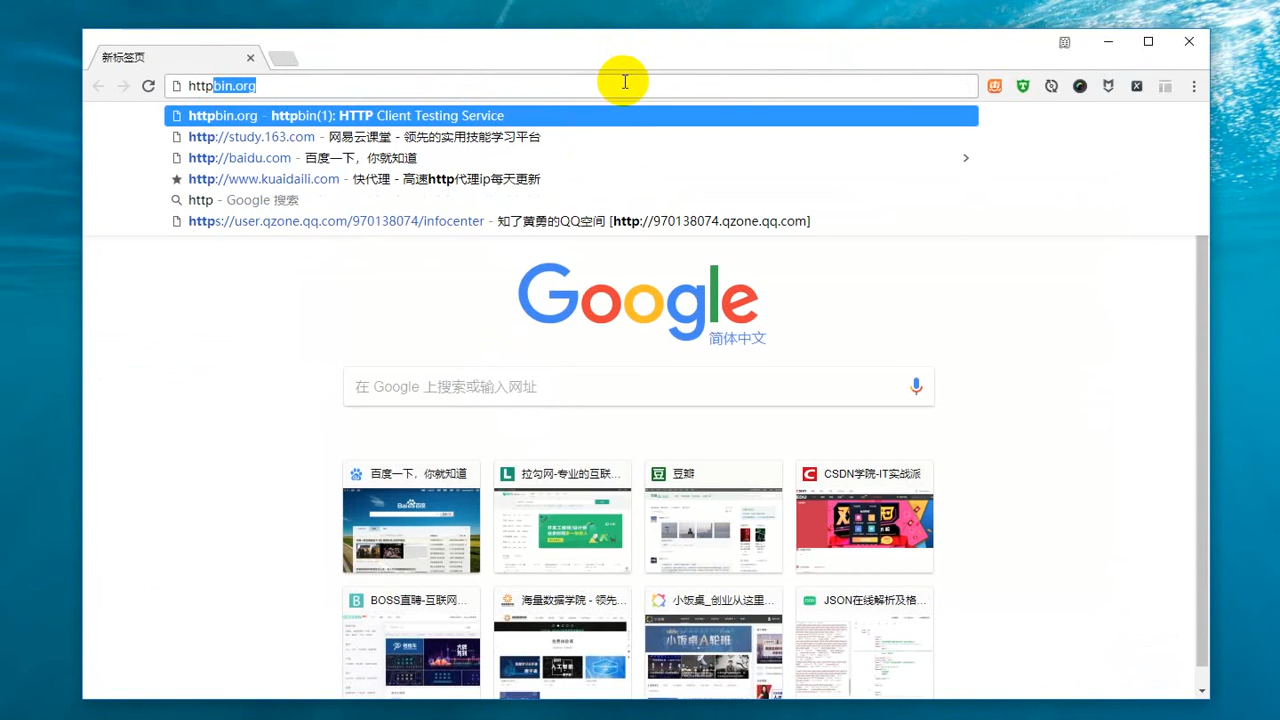 新标签页
httpbin.org
httpbin.org - httpbin(1): HTTP Client Testing Service
http://study.163.com - 网易云课堂 - 领先的实用技能学习平台
http://baidu.com - 百度一下，你就知道
http://www.kuaidaili.com - 快代理 - 高速http代理ip每天更新
http - Google 搜索
https://user.qzone.qq.com/970138074/infocenter - 知了黄勇的QQ空间 [http://970138074.qzone.qq.com]
Google
简体中文
在 Google 上搜索或输入网址
百度一下，你就知道
拉勾网-专业的互联...
豆瓣
CSDN学院-IT实战派
BOSS直聘-互联网...
海量数据学院 - 领先...
小饭桌_创业从这里...
JSON在线解析及格...
小饭桌A轮班